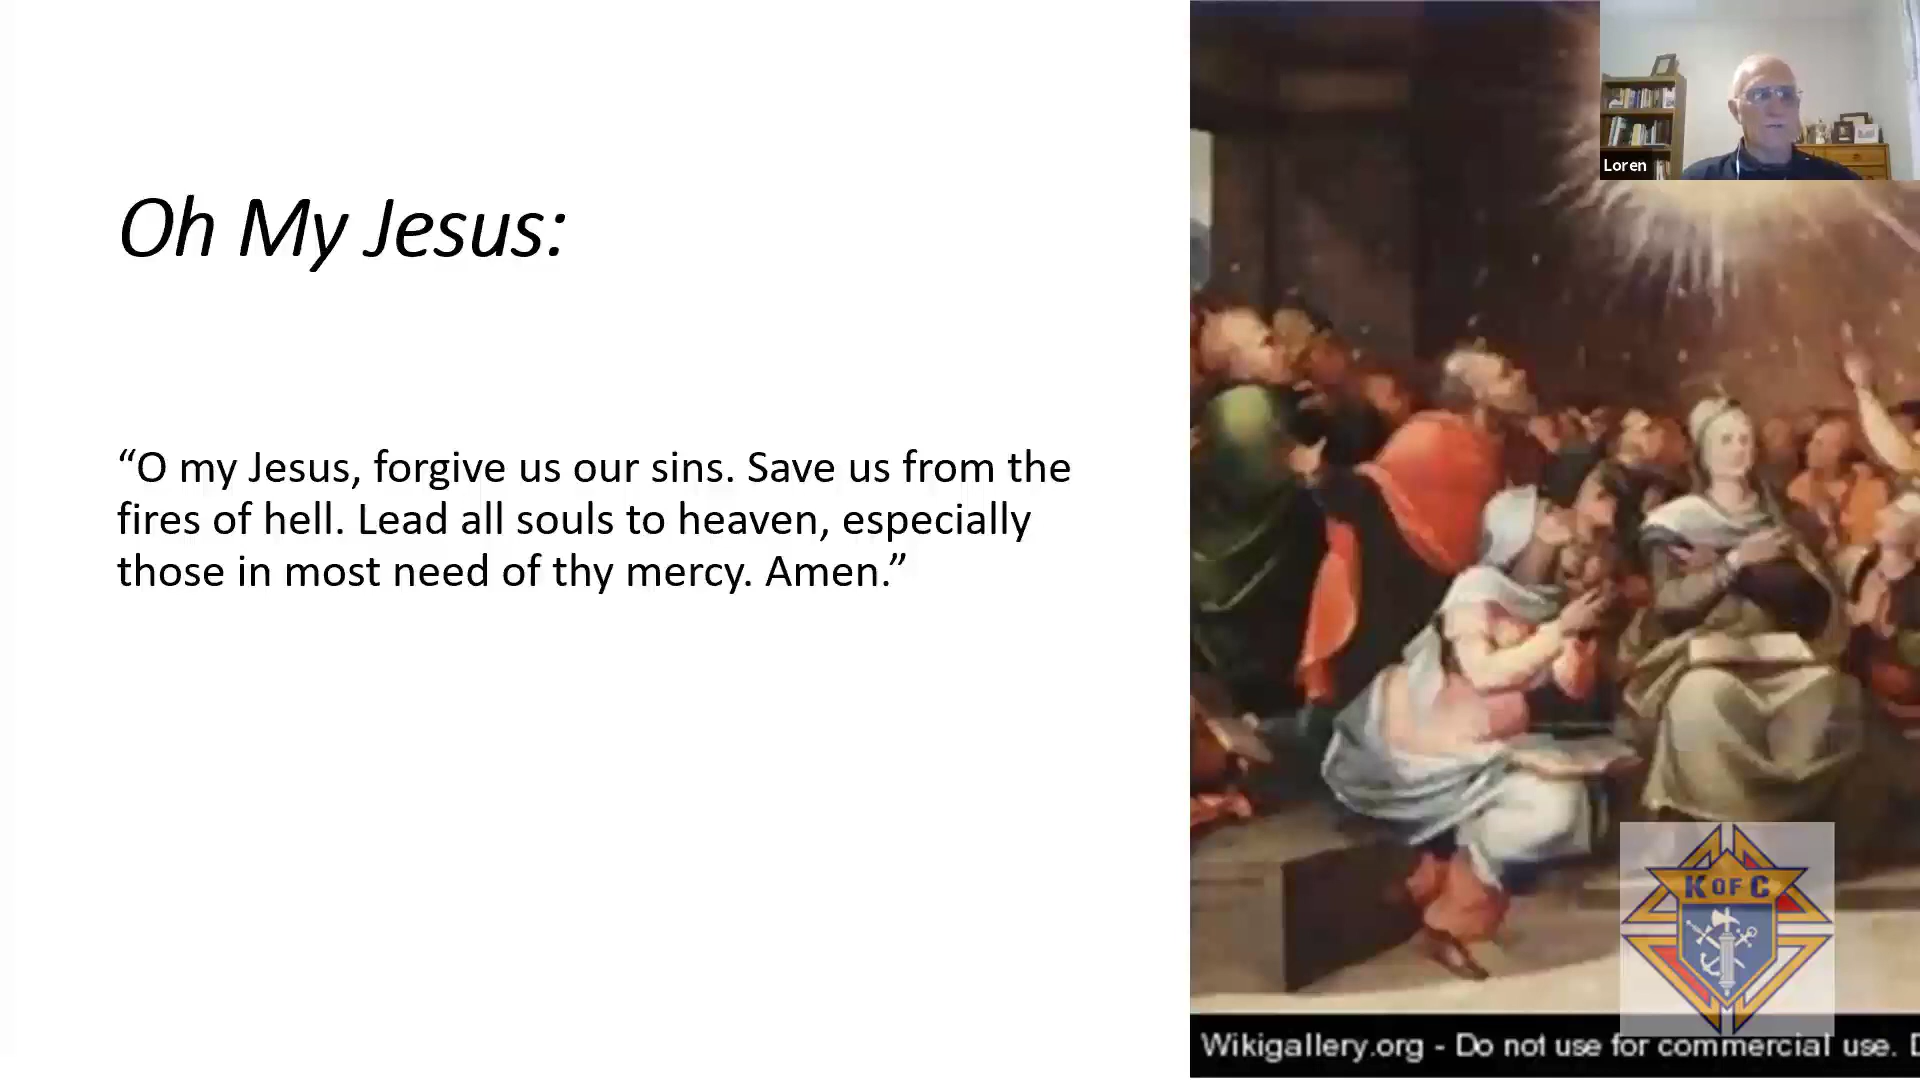 Oh My Jesus:
“O my Jesus, forgive us our sins. Save us from the
fires of hell. Lead all souls to heaven, especially
those in most need of thy mercy. Amen.”
Loren
K OF C
Wikigallery.org - Do not use for commercial use.